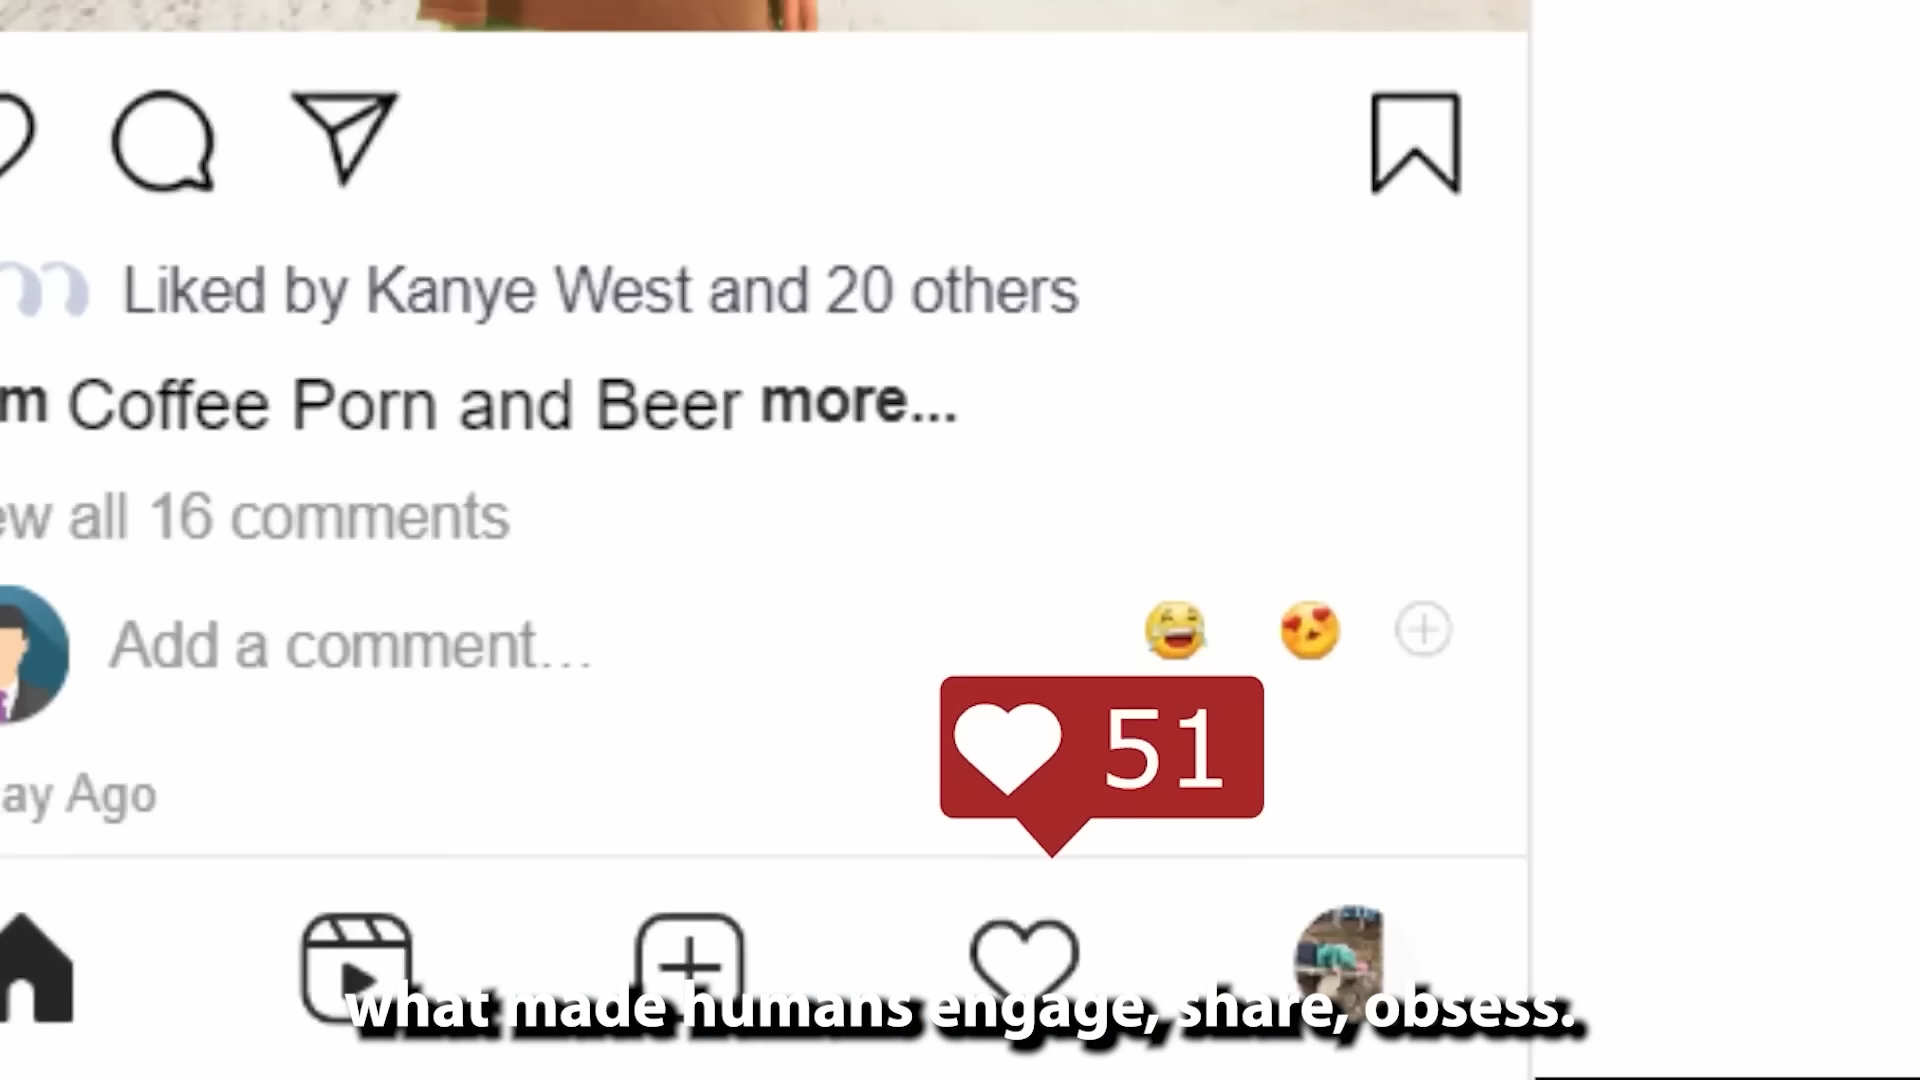 Liked by Kanye West and 20 others
m Coffee Porn and Beer more...
ew all 16 comments
Add a comment...
51
ay Ago
what made humans engage, share, obsess.